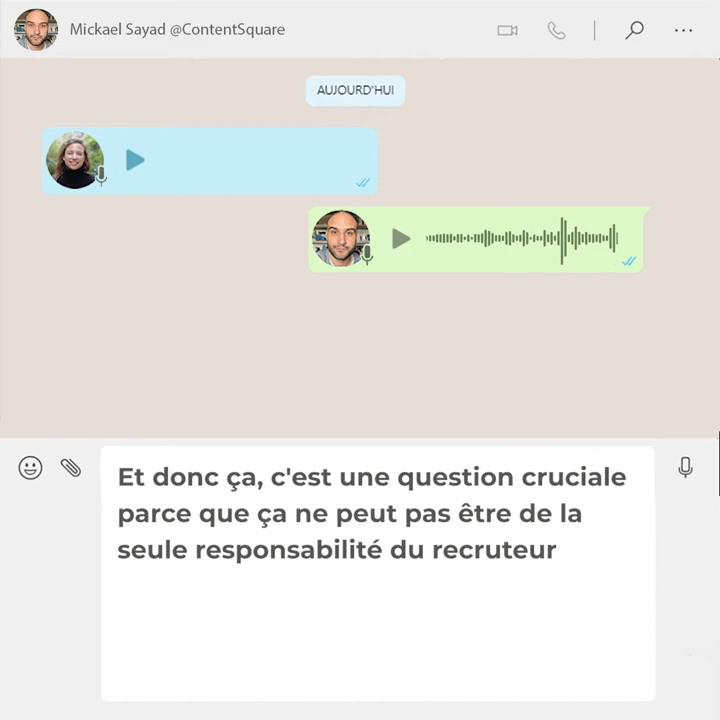 Mickael Sayad @ContentSquare
AUJOURD'HUI
Et donc ça, c'est une question cruciale
parce que ça ne peut pas être de la
seule responsabilité du recruteur